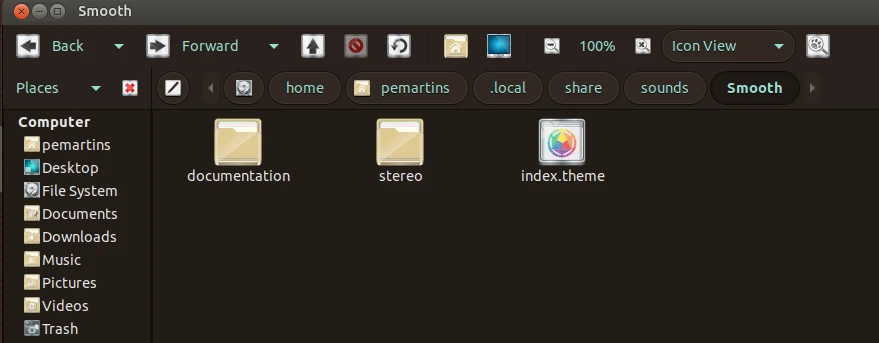 Smooth
Back Forward 100% Icon View
Places home pemartins .local share sounds Smooth
Computer
pemartins
Desktop
File System
Documents
Downloads
Music
Pictures
Videos
Trash
documentation stereo index.theme